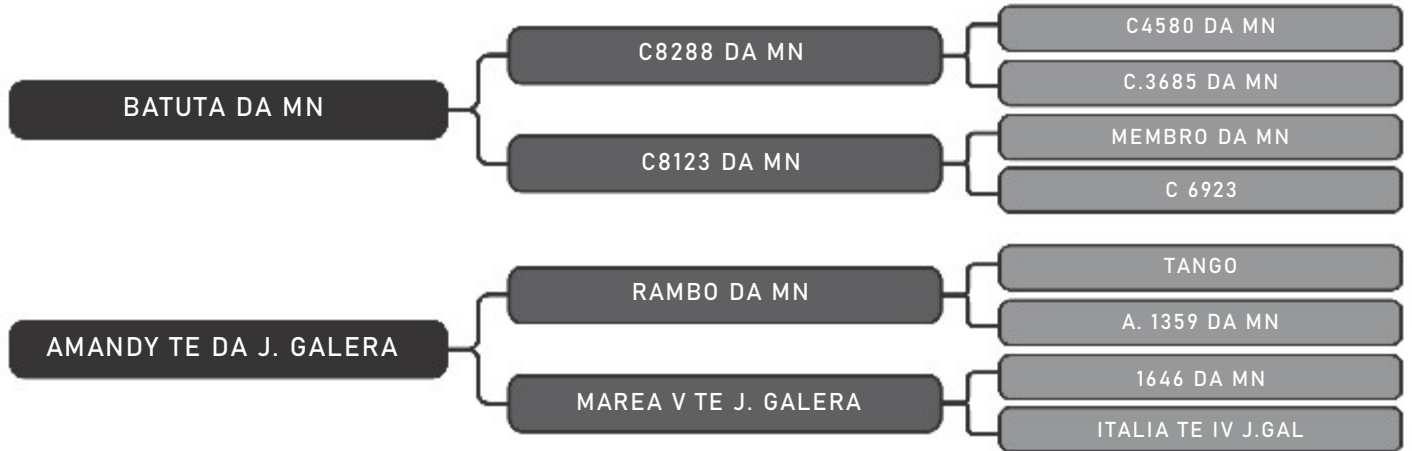 BATUTA DA MN
C8288 DA MN
C4580 DA MN
C.3685 DA MN
C8123 DA MN
MEMBRO DA MN
C 6923
AMANDY TE DA J. GALERA
RAMBO DA MN
TANGO
A. 1359 DA MN
MAREA V TE J. GALERA
1646 DA MN
ITALIA TE IV J.GAL